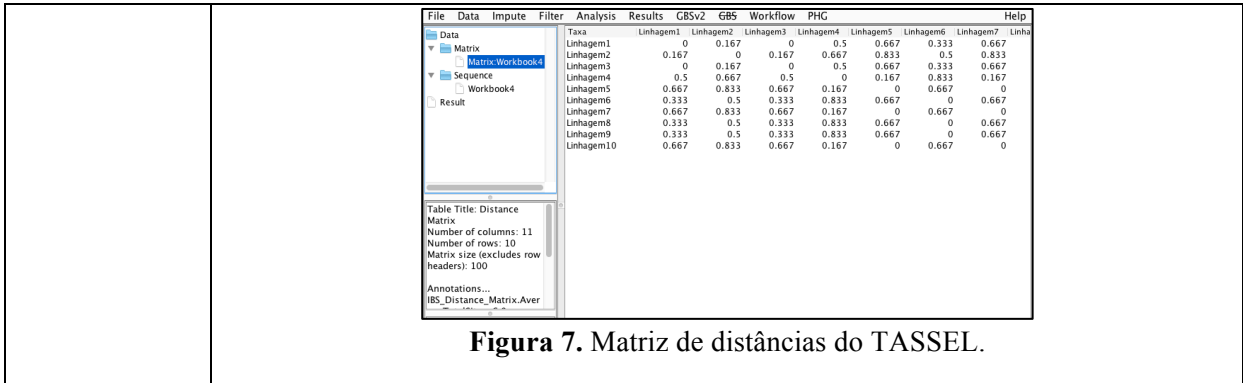 File Data Impute Filter Analysis Results GBSv2 GBS Workflow PHG Help
Data
Matrix
Matrix:Workbook4
Sequence
Workbook4
Result
Table Title: Distance
Matrix
Number of columns: 11
Number of rows: 10
Matrix size (excludes row
headers): 100
Annotations...
IBS_Distance_Matrix.Aver
Taxa Linhagem1 Linhagem2 Linhagem3 Linhagem4 Linhagem5 Linhagem6 Linhagem7 Linha
Linhagem1 0 0.167 0 0.5 0.667 0.333 0.667
Linhagem2 0.167 0 0.167 0.667 0.833 0.5 0.833
Linhagem3 0 0.167 0 0.5 0.667 0.333 0.667
Linhagem4 0.5 0.667 0.5 0 0.167 0.833 0.167
Linhagem5 0.667 0.833 0.667 0.167 0 0.667 0
Linhagem6 0.333 0.5 0.333 0.833 0.667 0 0.667
Linhagem7 0.667 0.833 0.667 0.167 0 0.667 0
Linhagem8 0.333 0.5 0.333 0.833 0.667 0 0.667
Linhagem9 0.333 0.5 0.333 0.833 0.667 0 0.667
Linhagem10 0.667 0.833 0.667 0.167 0 0.667 0
Figura 7. Matriz de distâncias do TASSEL.